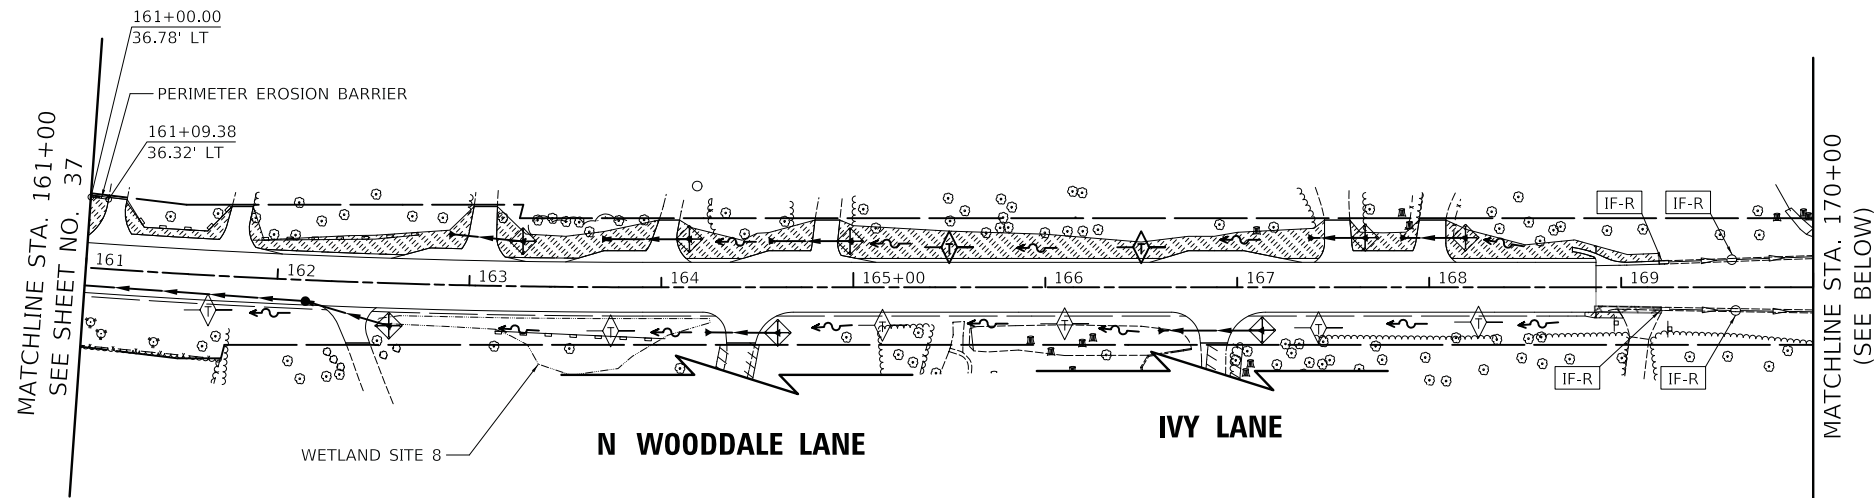 161+00.00
36.78' LT
PERIMETER EROSION BARRIER
161+09.38
36.32' LT
MATCHLINE STA. 161+00
SEE SHEET NO. 37
IF-R
IF-R
161
162
163
164
165+00
166
167
168
169
T
T
T
T
T
T
T
T
IF-R
IF-R
WETLAND SITE 8
N WOODDALE LANE
IVY LANE
MATCHLINE STA. 170+00
(SEE BELOW)